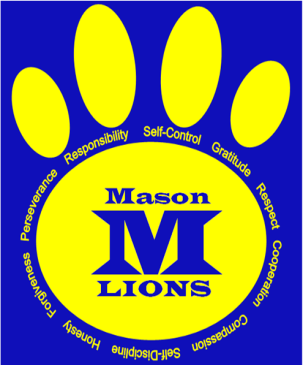 Perseverance Responsibility Self-Control Gratitude Respect Cooperation Compassion Self-Discipline Honesty Forgiveness
Mason
M
LIONS